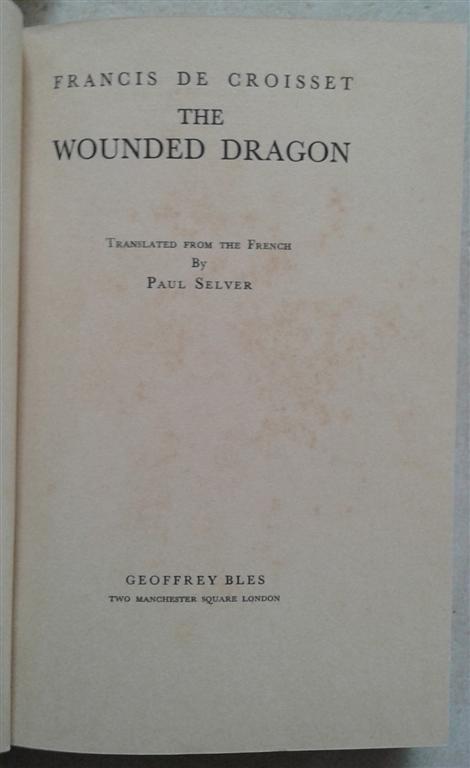 FRANCIS DE CROISSET
THE
WOUNDED DRAGON
TRANSLATED FROM THE FRENCH
By
PAUL SELVER
GEOFFREY BLES
TWO MANCHESTER SQUARE LONDON